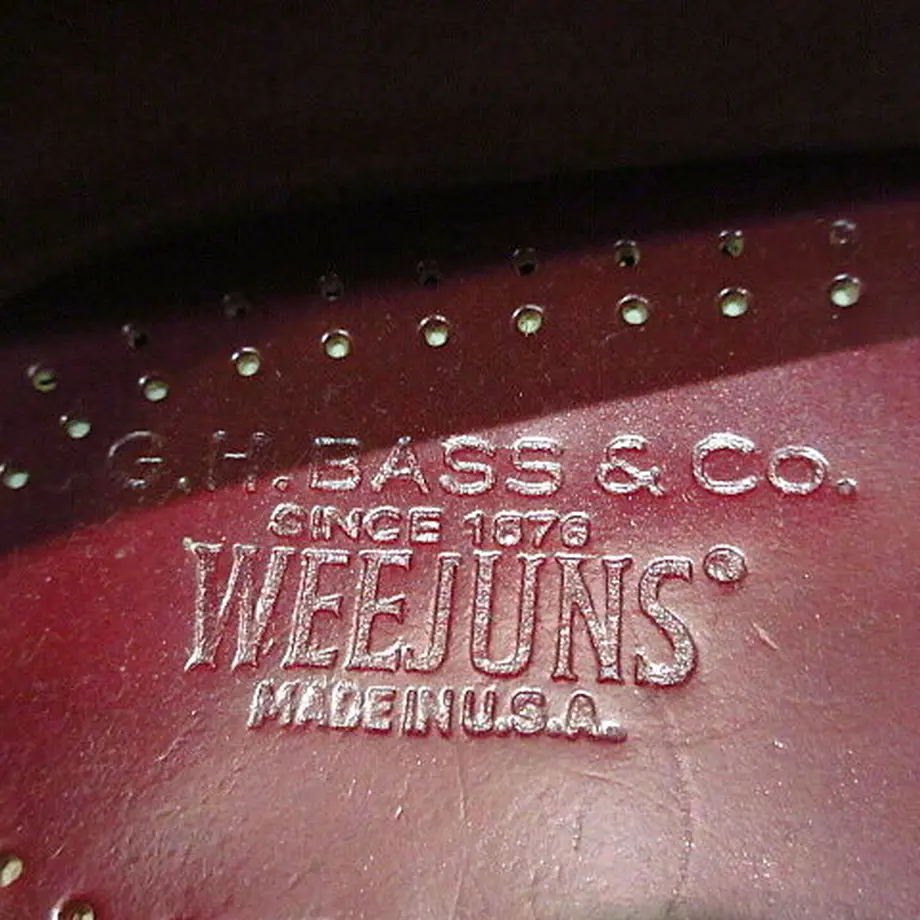 G.H. BASS & Co.
SINCE 1876
WEEJUNS®
MADE IN U.S.A.